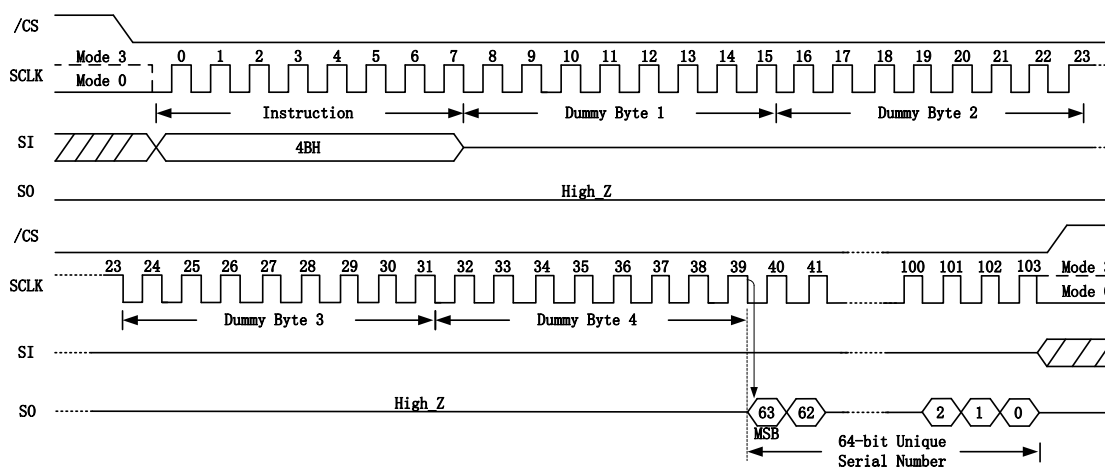 /CS
Mode 3 0 1 2 3 4 5 6 7 8 9 10 11 12 13 14 15 16 17 18 19 20 21 22 23
SCLK Mode 0
Instruction Dummy Byte 1 Dummy Byte 2
SI 4BH
SO High_Z
/CS
23 24 25 26 27 28 29 30 31 32 33 34 35 36 37 38 39 40 41 100 101 102 103 Mode
SCLK Mode
Dummy Byte 3 Dummy Byte 4
SI
SO High_Z 63 62 2 1 0
MSB 64-bit Unique
Serial Number